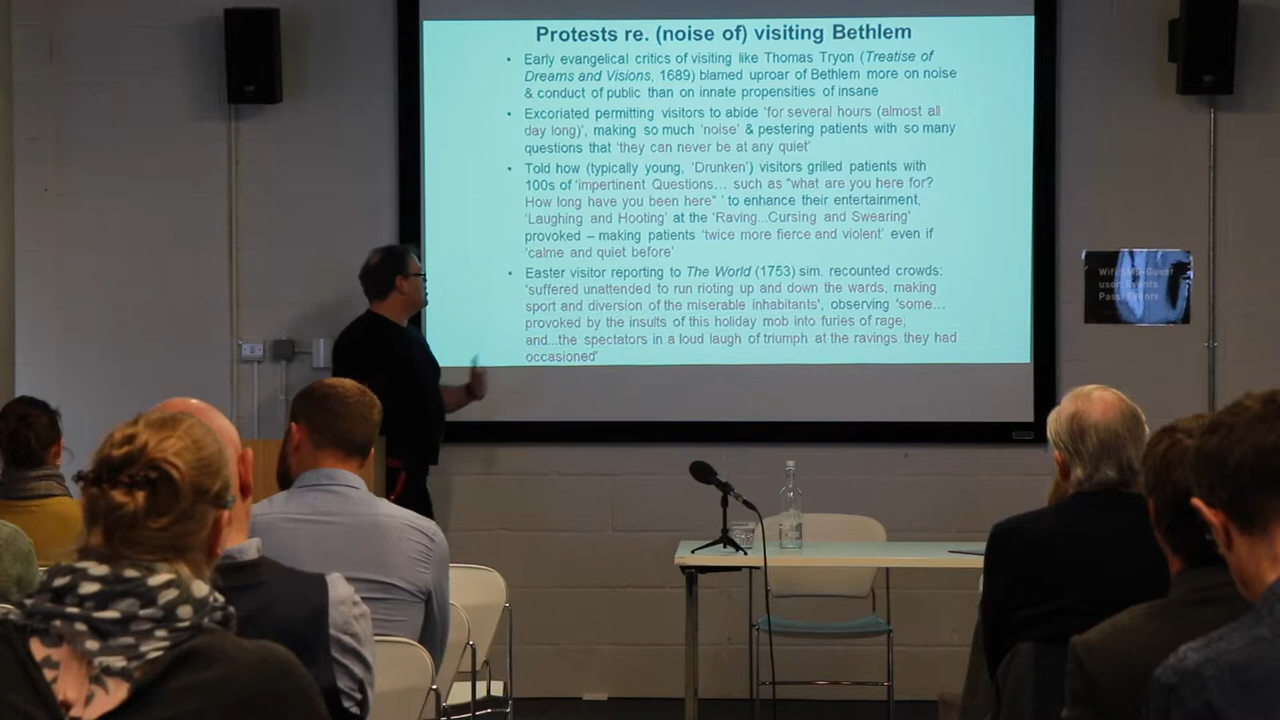 Protests re. (noise of) visiting Bethlem
• Early evangelical critics of visiting like Thomas Tryon (Treatise of
Dreams and Visions, 1689) blamed uproar of Bethlem more on noise
& conduct of public than on innate propensities of insane
• Excoriated permitting visitors to abide 'for several hours (almost all
day long)', making so much 'noise' & pestering patients with so many
questions that 'they can never be at any quiet'
• Told how (typically young, 'Drunken') visitors grilled patients with
100s of 'impertinent Questions... such as "what are you here for?
How long have you been here" ' to enhance their entertainment,
'Laughing and Hooting' at the 'Raving...Cursing and Swearing'
provoked – making patients 'twice more fierce and violent' even if
'calme and quiet before'
• Easter visitor reporting to The World (1753) sim. recounted crowds:
'suffered unattended to run rioting up and down the wards, making
sport and diversion of the miserable inhabitants', observing 'some...
provoked by the insults of this holiday mob into furies of rage;
and...the spectators in a loud laugh of triumph at the ravings they had
occasioned'
Guest
Events
Events